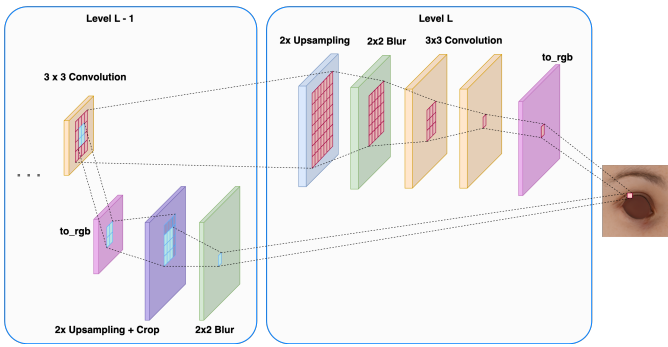 Level L - 1
Level L
2x Upsampling
2x2 Blur
3x3 Convolution
to_rgb
3 x 3 Convolution
. . .
to_rgb
2x Upsampling + Crop
2x2 Blur